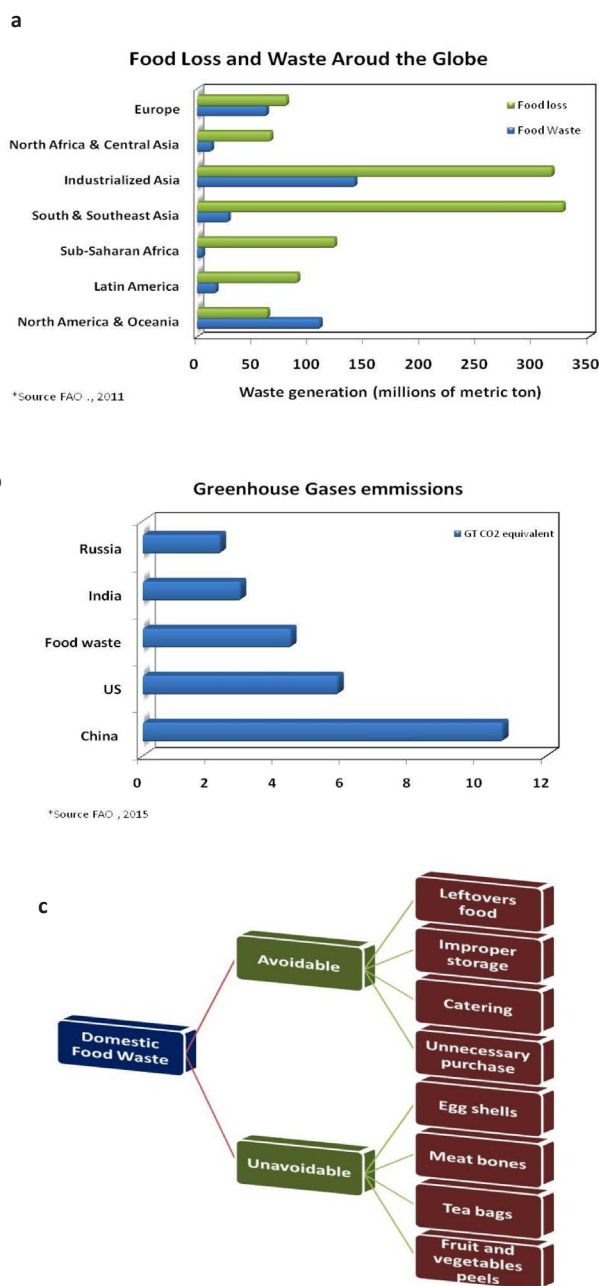 a
Food Loss and Waste Aroud the Globe
Europe
North Africa & Central Asia
Industrialized Asia
South & Southeast Asia
Sub-Saharan Africa
Latin America
North America & Oceania
Food loss
Food Waste
0 50 100 150 200 250 300 350
Waste generation (millions of metric ton)
*Source FAO ., 2011
Greenhouse Gases emmissions
Russia
India
Food waste
US
China
GT CO2 equivalent
0 2 4 6 8 10 12
*Source FAO , 2015
c
Domestic
Food Waste
Avoidable
Leftovers
food
Improper
storage
Catering
Unnecessary
purchase
Unavoidable
Egg shells
Meat bones
Tea bags
Fruit and
vegetables
peels